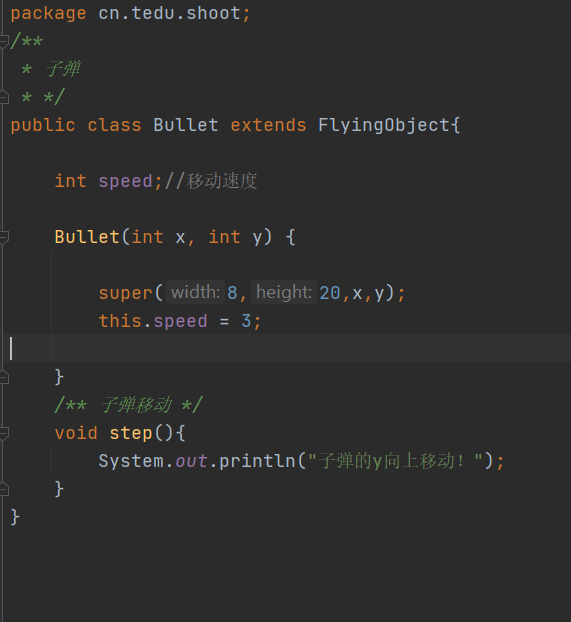 package cn.tedu.shoot;
/**
 * 子弹
 * */
public class Bullet extends FlyingObject{
    int speed;//移动速度
    Bullet(int x, int y) {
        super( width: 8, height: 20,x,y);
        this.speed = 3;
    }
    /** 子弹移动 */
    void step(){
        System.out.println("子弹的y向上移动！");
    }
}